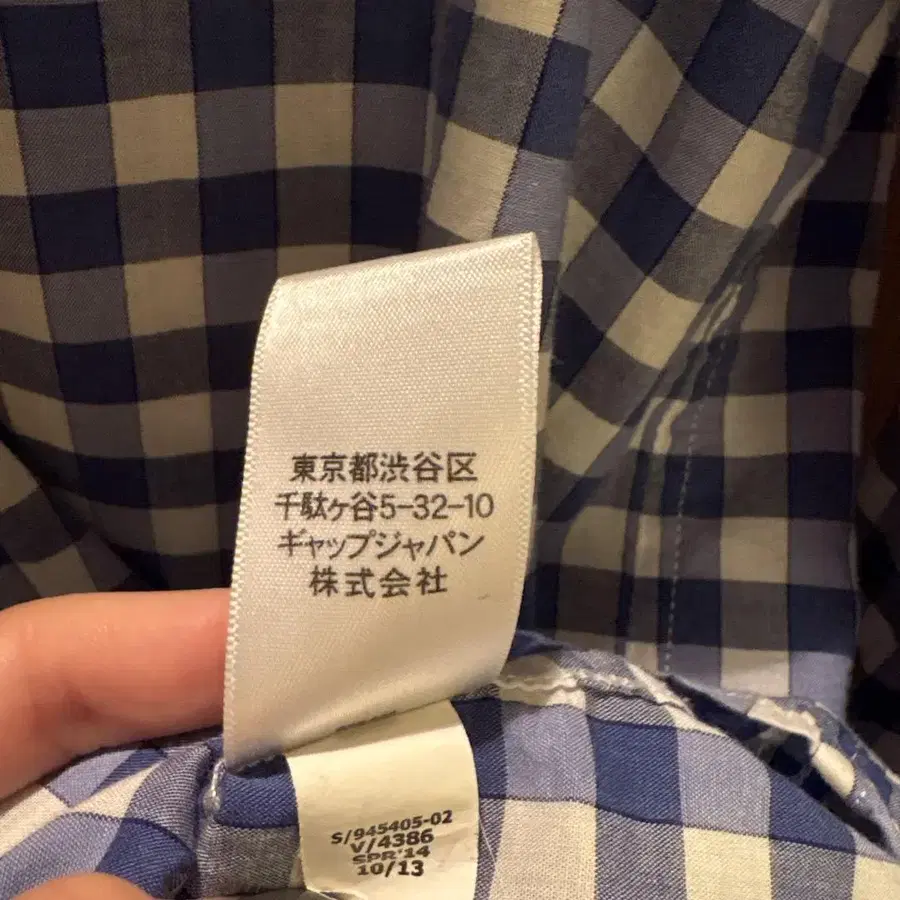 東京都渋谷区
千駄ヶ谷5-32-10
ギャップジャパン
株式会社
S/945405-02
V/4386
SPR'14
10/13